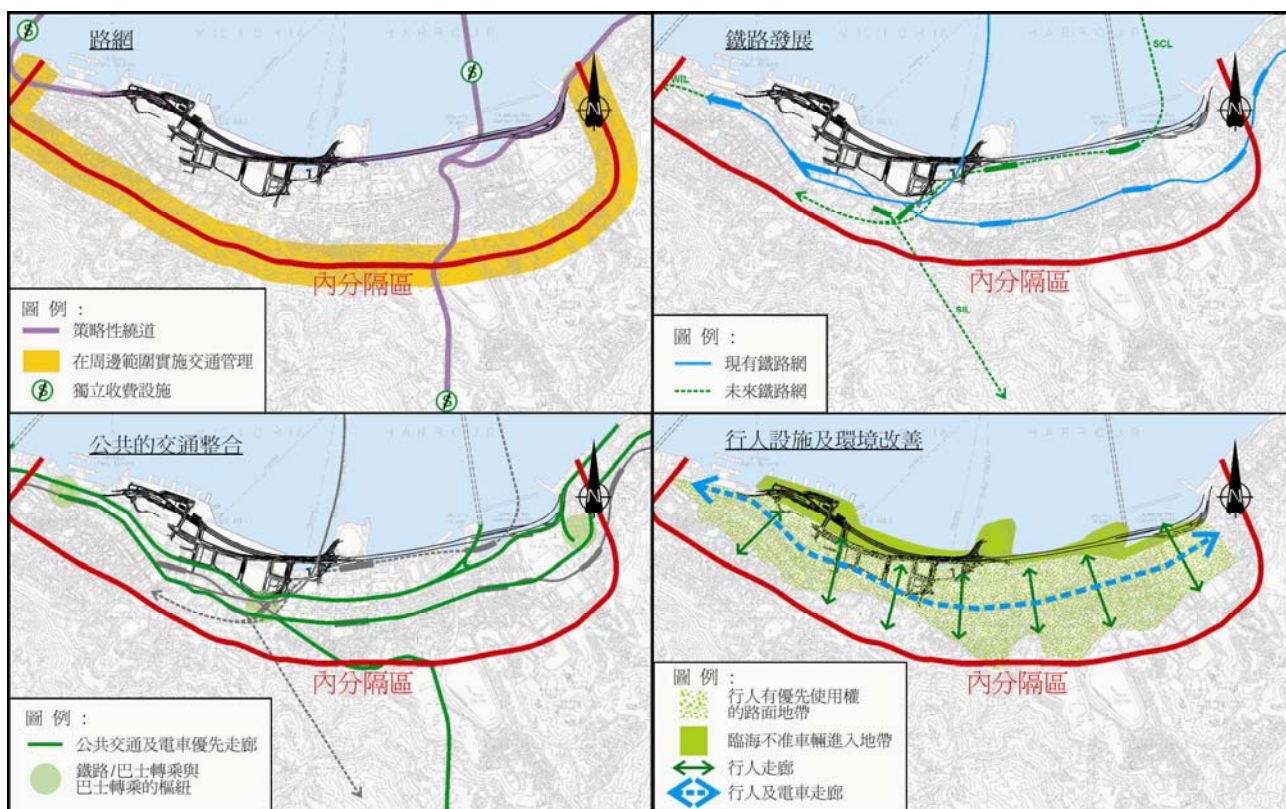 路網
N
內分隔區
圖例:
策略性繞道
在周邊範圍實施交通管理
獨立收費設施
鐵路發展
SCL
WIL
N
內分隔區
SIL
圖例:
現有鐵路網
未來鐵路網
公共的交通整合
N
內分隔區
圖例:
公共交通及電車優先走廊
鐵路/巴士轉乘與
巴士轉乘的樞紐
行人設施及環境改善
N
內分隔區
圖例:
行人有優先使用權
的路面地帶
臨海不准車輛進入地帶
行人走廊
行人及電車走廊